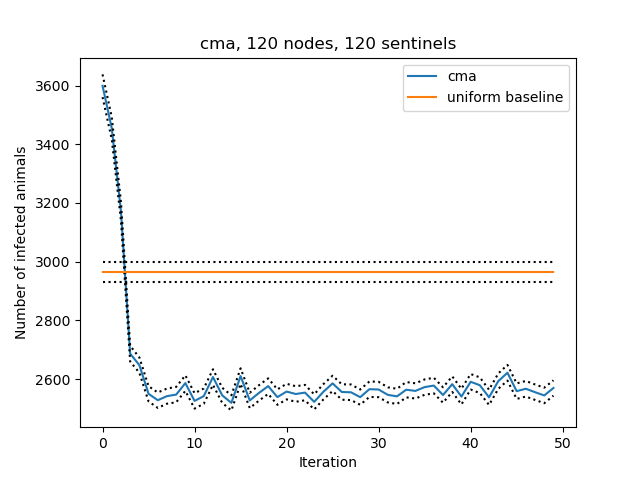 cma, 120 nodes, 120 sentinels
cma
uniform baseline
Number of infected animals
3600
3400
3200
3000
2800
2600
0 10 20 30 40 50
Iteration